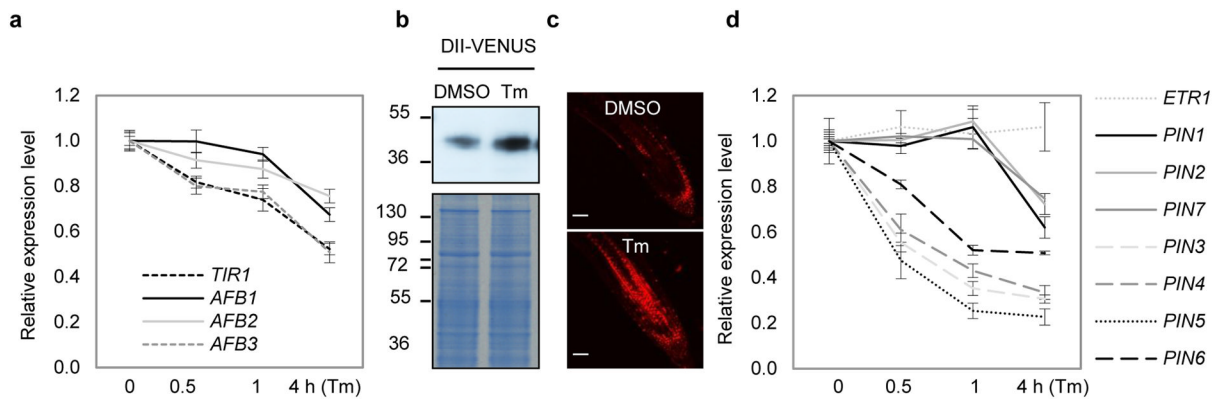 a
Relative expression level
1.2
1.0
0.8
0.6
0.4
0.2
0.0
TIR1
AFB1
AFB2
AFB3
0 0.5 1 4 h (Tm)
b
DII-VENUS
DMSO Tm
55
36
130
95
72
55
36
c
DMSO
Tm
d
Relative expression level
1.2
1.0
0.8
0.6
0.4
0.2
0.0
0 0.5 1 4 h (Tm)
ETR1
PIN1
PIN2
PIN7
PIN3
PIN4
PIN5
PIN6